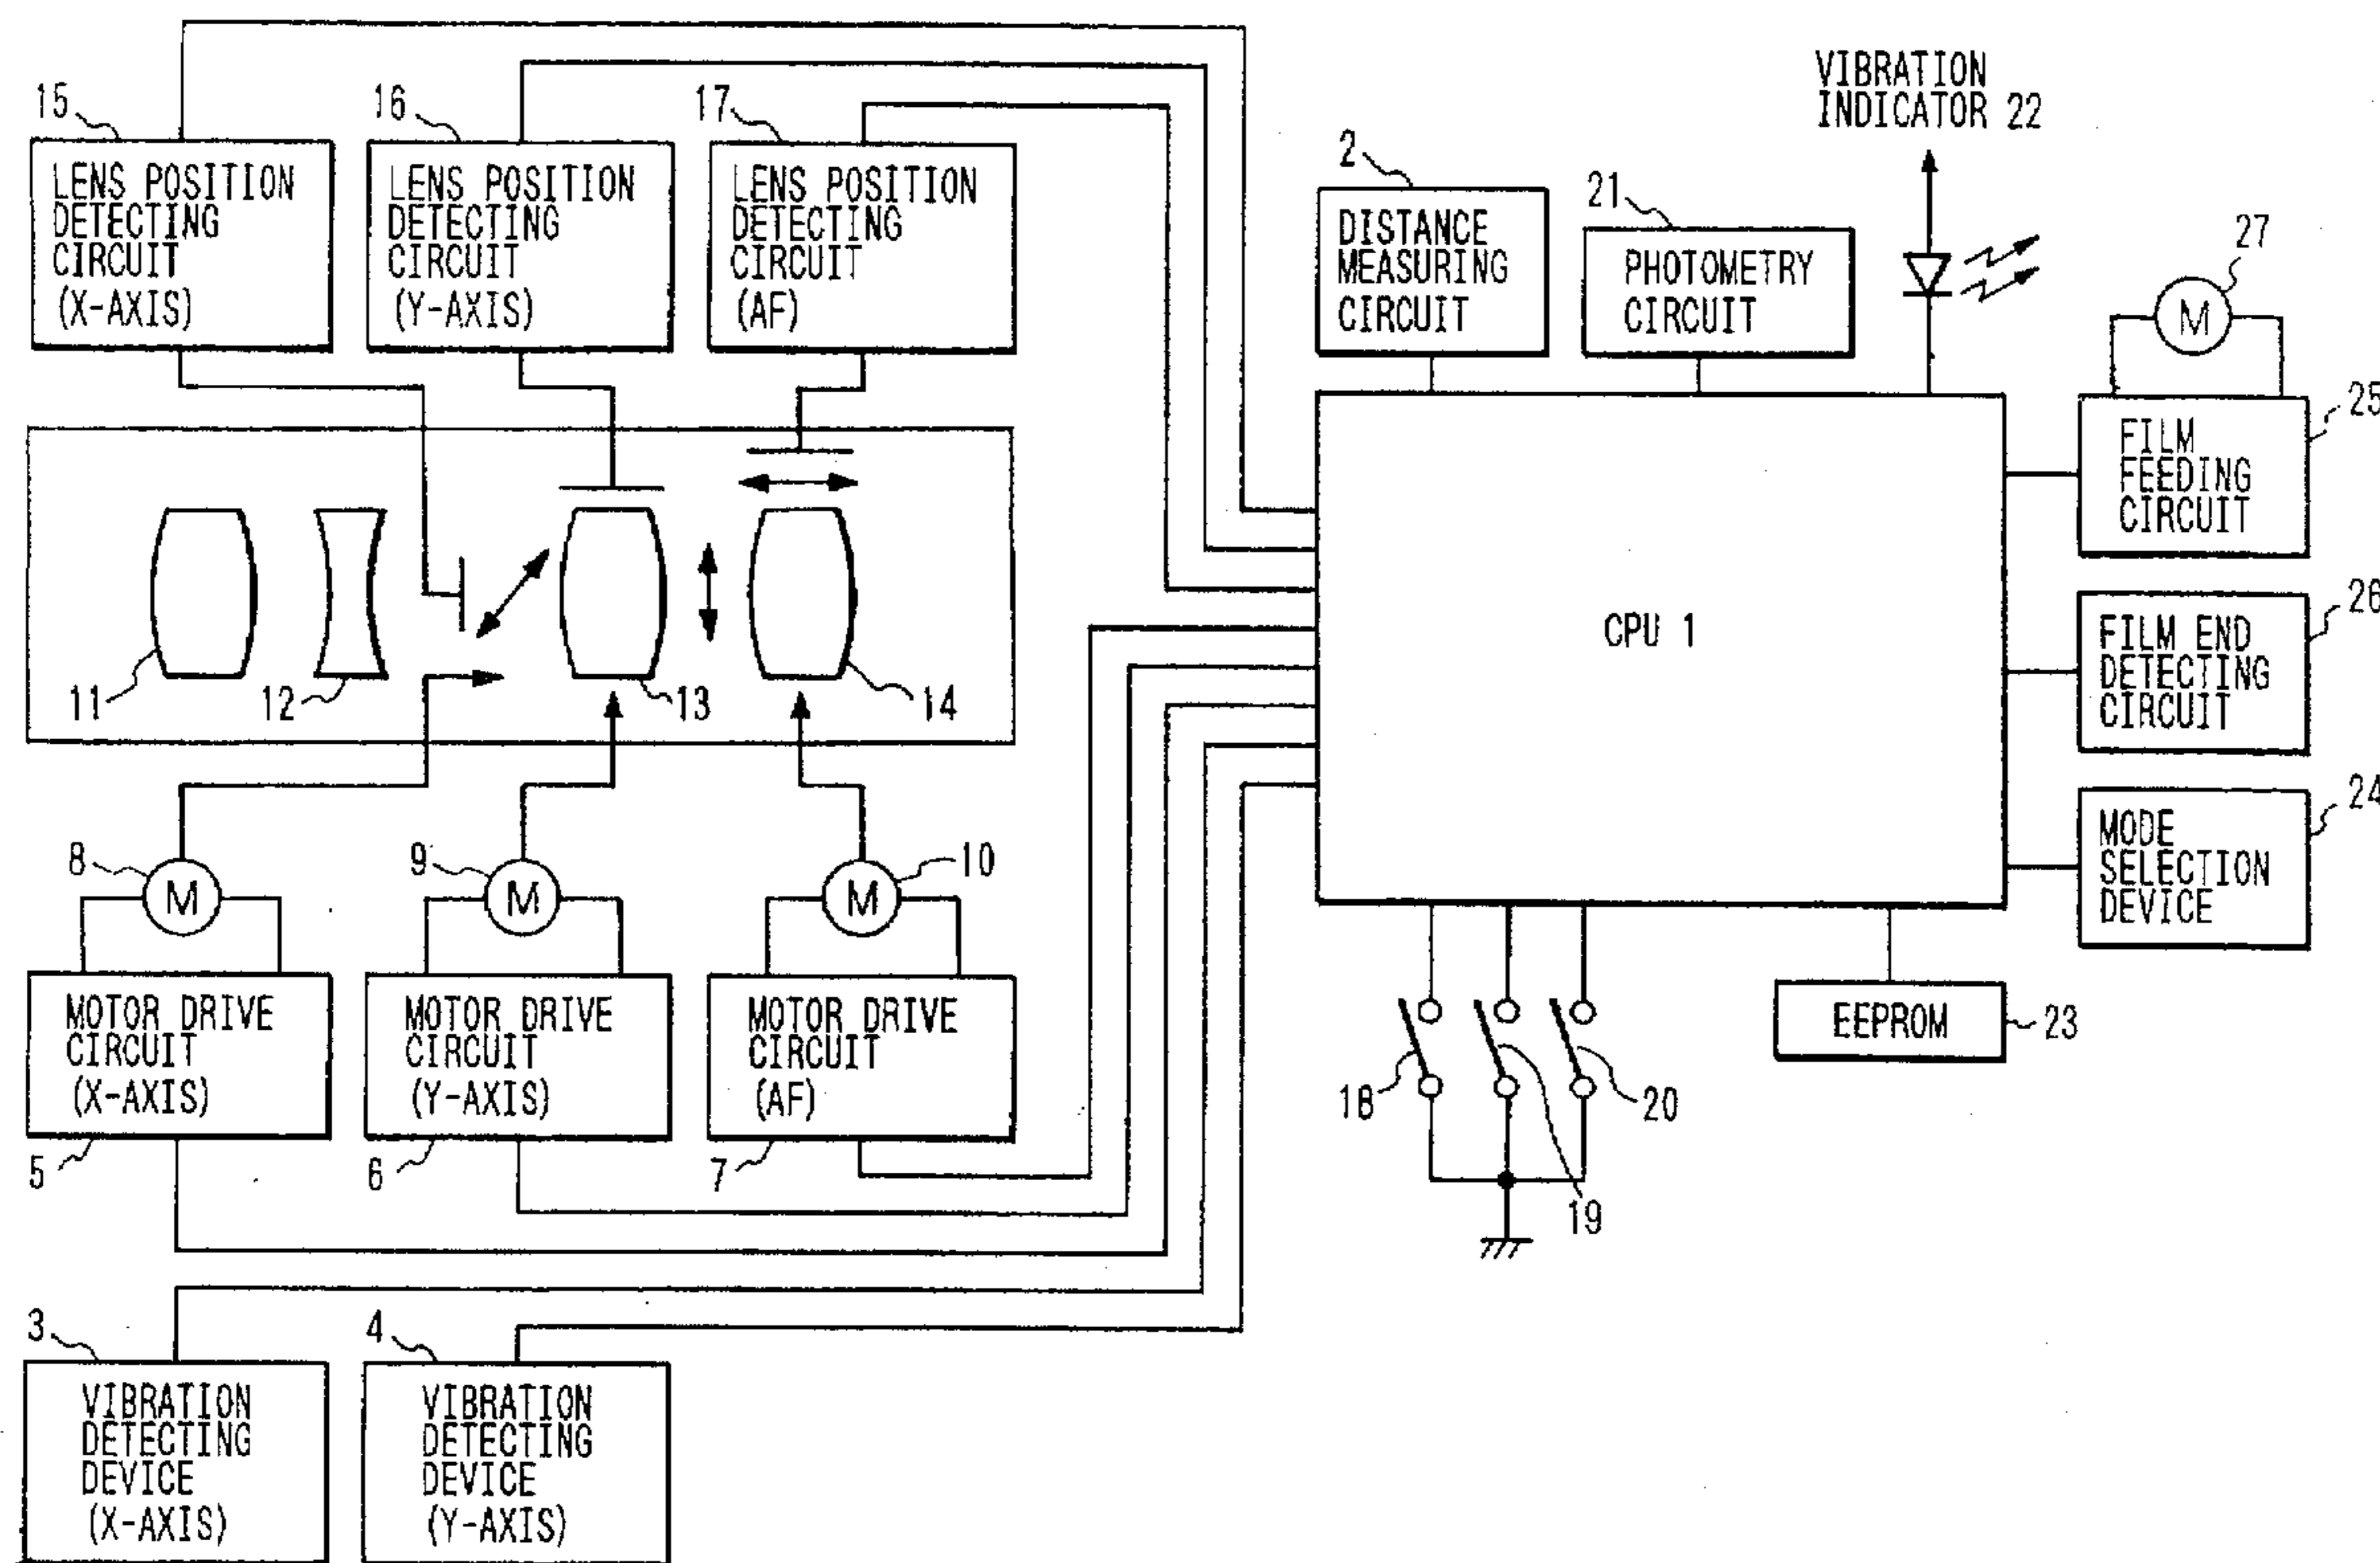 15
LENS POSITION
DETECTING
CIRCUIT
(X-AXIS)
16
LENS POSITION
DETECTING
CIRCUIT
(Y-AXIS)
17
LENS POSITION
DETECTING
CIRCUIT
(AF)
2
DISTANCE
MEASURING
CIRCUIT
21
PHOTOMETRY
CIRCUIT
VIBRATION
INDICATOR 22
27
M
25
FILM
FEEDING
CIRCUIT
26
FILM END
DETECTING
CIRCUIT
24
MODE
SELECTION
DEVICE
CPU 1
11
12
13
14
8
M
9
M
10
M
MOTOR DRIVE
CIRCUIT
(X-AXIS)
5
MOTOR DRIVE
CIRCUIT
(Y-AXIS)
6
MOTOR DRIVE
CIRCUIT
(AF)
7
18
19
20
EEPROM
23
3
VIBRATION
DETECTING
DEVICE
(X-AXIS)
4
VIBRATION
DETECTING
DEVICE
(Y-AXIS)